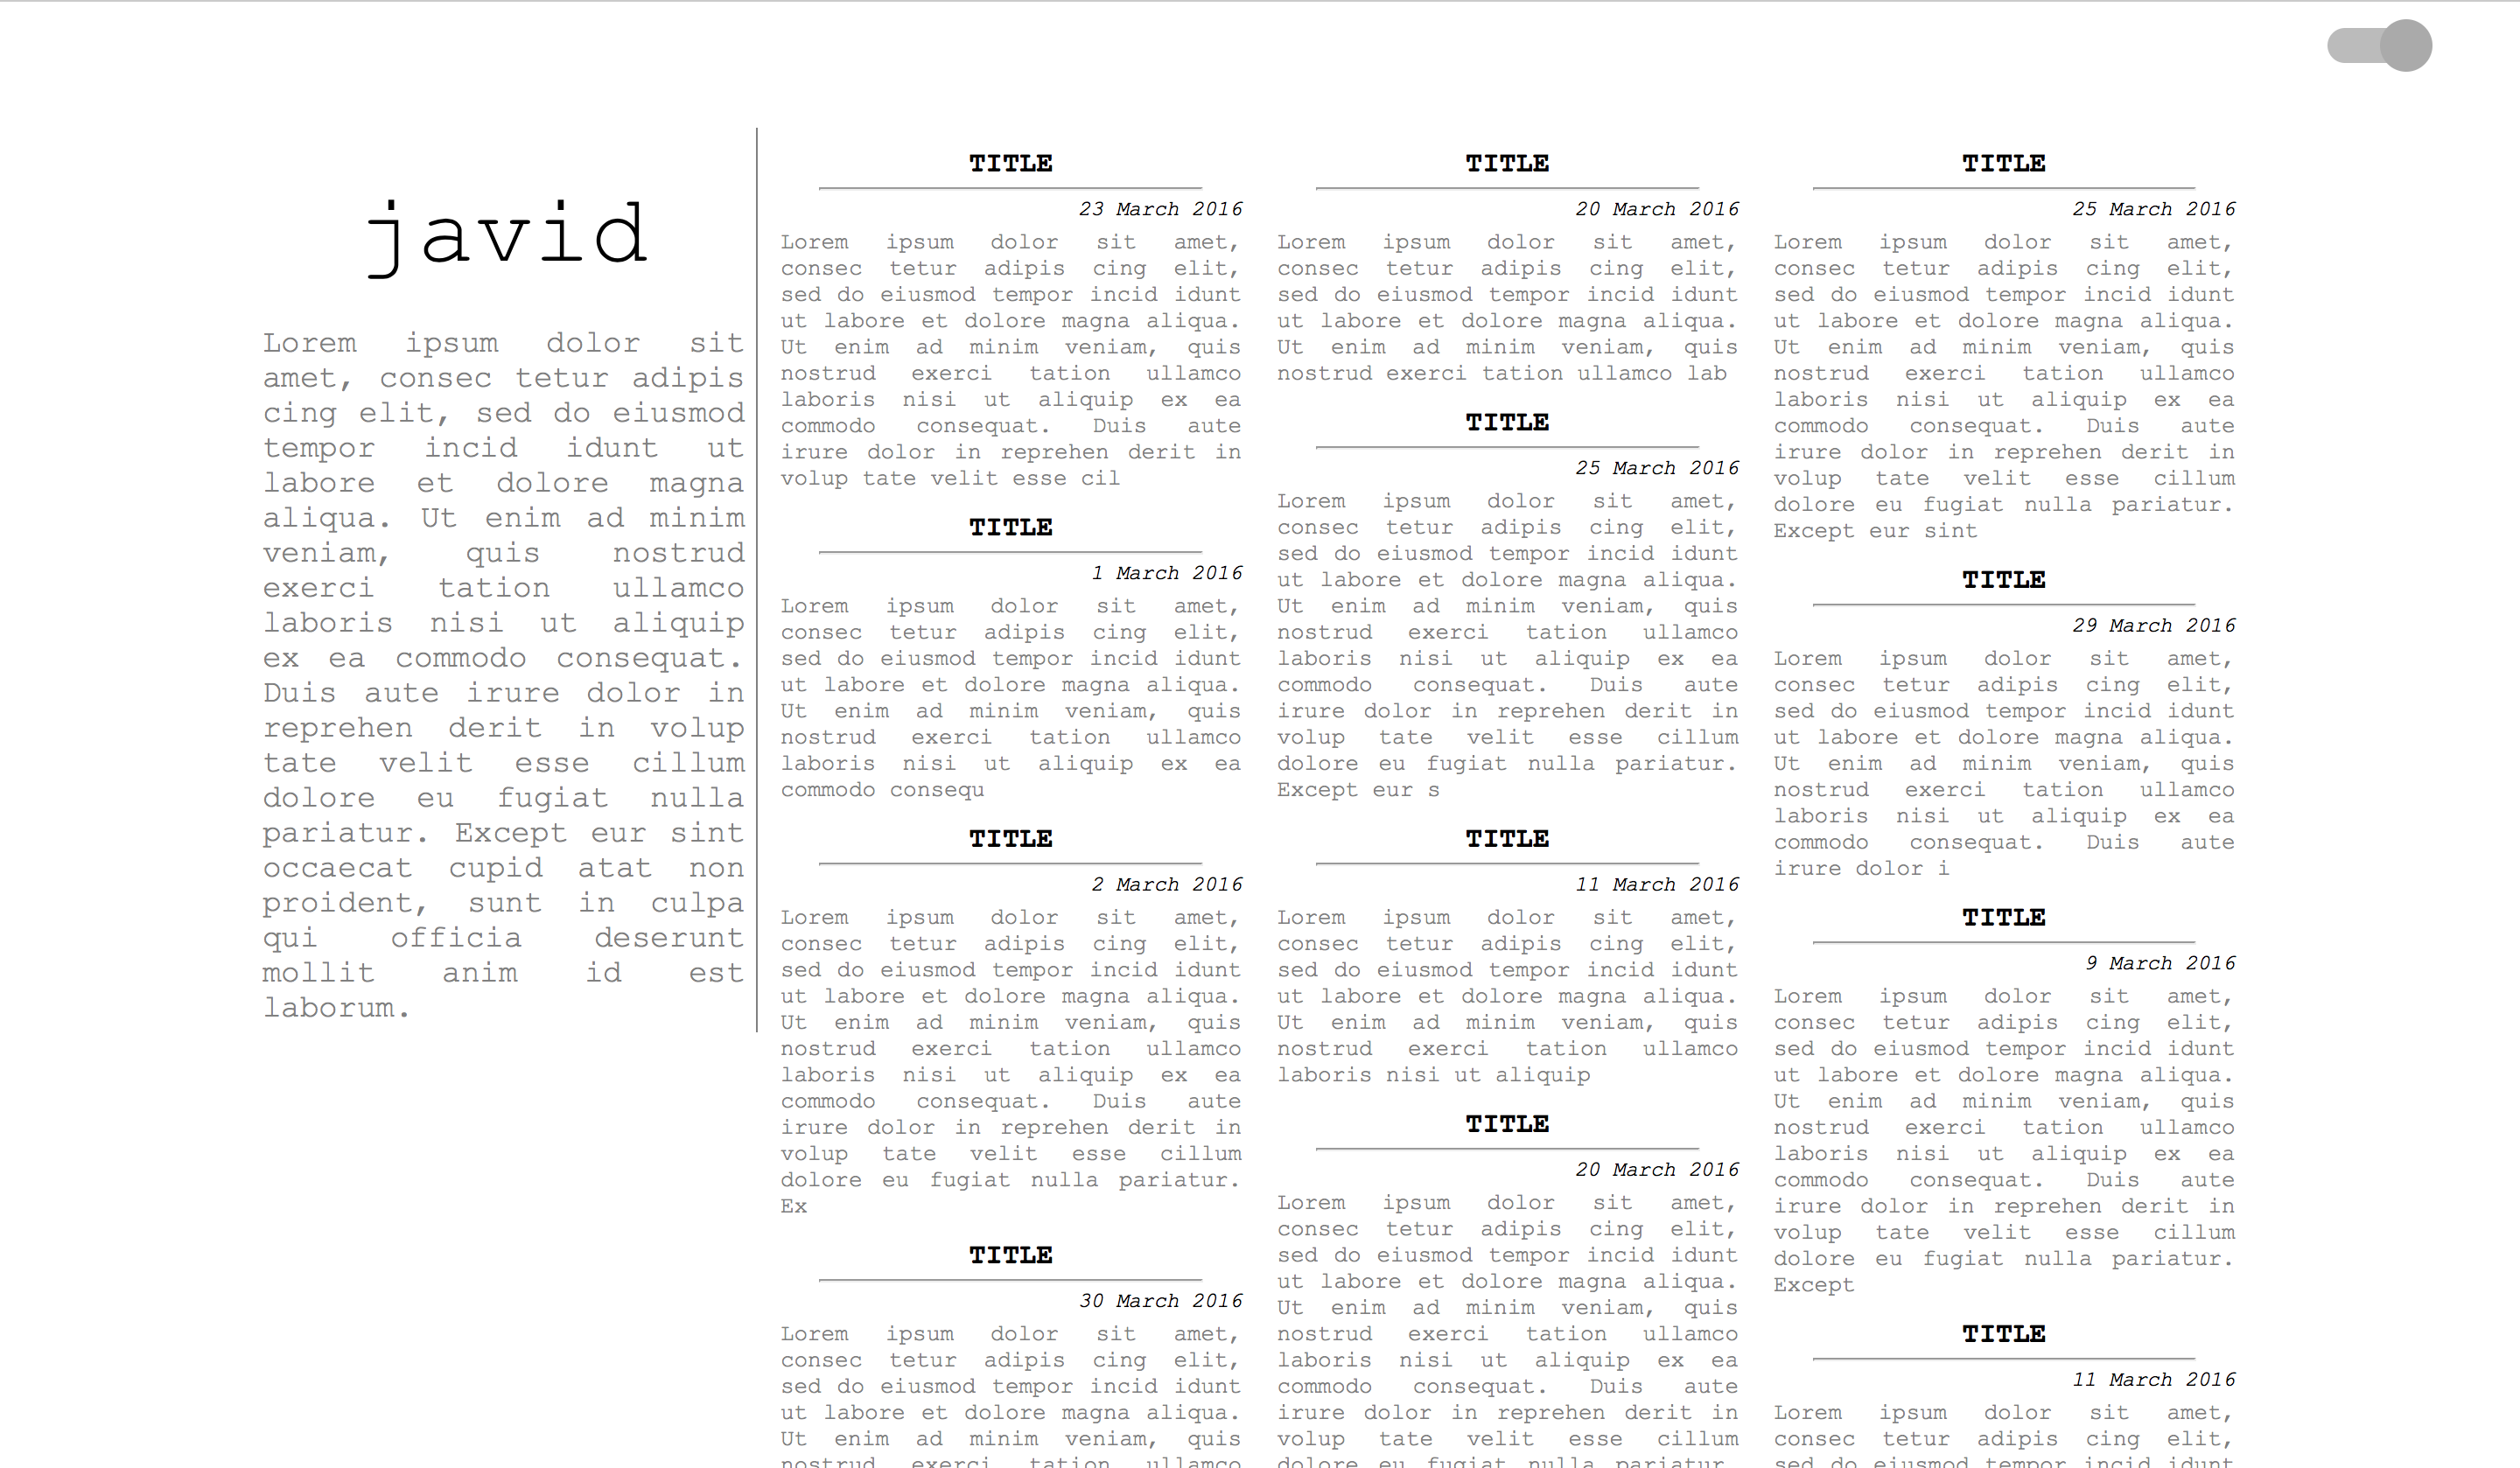 javid
Lorem ipsum dolor sit
amet, consec tetur adipis
cing elit, sed do eiusmod
tempor incid idunt ut
labore et dolore magna
aliqua. Ut enim ad minim
veniam, quis nostrud
exerci tation ullamco
laboris nisi ut aliquip
ex ea commodo consequat.
Duis aute irure dolor in
reprehen derit in volup
tate velit esse cillum
dolore eu fugiat nulla
pariatur. Except eur sint
occaecat cupid atat non
proident, sunt in culpa
qui officia deserunt
mollit anim id est
laborum.
TITLE
23 March 2016
Lorem ipsum dolor sit amet,
consec tetur adipis cing elit,
sed do eiusmod tempor incid idunt
ut labore et dolore magna aliqua.
Ut enim ad minim veniam, quis
nostrud exerci tation ullamco
laboris nisi ut aliquip ex ea
commodo consequat. Duis aute
irure dolor in reprehen derit in
volup tate velit esse cil
TITLE
1 March 2016
Lorem ipsum dolor sit amet,
consec tetur adipis cing elit,
sed do eiusmod tempor incid idunt
ut labore et dolore magna aliqua.
Ut enim ad minim veniam, quis
nostrud exerci tation ullamco
laboris nisi ut aliquip ex ea
commodo consequ
TITLE
2 March 2016
Lorem ipsum dolor sit amet,
consec tetur adipis cing elit,
sed do eiusmod tempor incid idunt
ut labore et dolore magna aliqua.
Ut enim ad minim veniam, quis
nostrud exerci tation ullamco
laboris nisi ut aliquip ex ea
commodo consequat. Duis aute
irure dolor in reprehen derit in
volup tate velit esse cillum
dolore eu fugiat nulla pariatur.
Ex
TITLE
30 March 2016
Lorem ipsum dolor sit amet,
consec tetur adipis cing elit,
sed do eiusmod tempor incid idunt
ut labore et dolore magna aliqua.
Ut enim ad minim veniam, quis
nostrud exerci tation ullamco
TITLE
20 March 2016
Lorem ipsum dolor sit amet,
consec tetur adipis cing elit,
sed do eiusmod tempor incid idunt
ut labore et dolore magna aliqua.
Ut enim ad minim veniam, quis
nostrud exerci tation ullamco lab
TITLE
25 March 2016
Lorem ipsum dolor sit amet,
consec tetur adipis cing elit,
sed do eiusmod tempor incid idunt
ut labore et dolore magna aliqua.
Ut enim ad minim veniam, quis
nostrud exerci tation ullamco
laboris nisi ut aliquip ex ea
commodo consequat. Duis aute
irure dolor in reprehen derit in
volup tate velit esse cillum
dolore eu fugiat nulla pariatur.
Except eur s
TITLE
11 March 2016
Lorem ipsum dolor sit amet,
consec tetur adipis cing elit,
sed do eiusmod tempor incid idunt
ut labore et dolore magna aliqua.
Ut enim ad minim veniam, quis
nostrud exerci tation ullamco
laboris nisi ut aliquip
TITLE
20 March 2016
Lorem ipsum dolor sit amet,
consec tetur adipis cing elit,
sed do eiusmod tempor incid idunt
ut labore et dolore magna aliqua.
Ut enim ad minim veniam, quis
nostrud exerci tation ullamco
laboris nisi ut aliquip ex ea
commodo consequat. Duis aute
irure dolor in reprehen derit in
volup tate velit esse cillum
dolore eu fugiat nulla pariatur.
TITLE
25 March 2016
Lorem ipsum dolor sit amet,
consec tetur adipis cing elit,
sed do eiusmod tempor incid idunt
ut labore et dolore magna aliqua.
Ut enim ad minim veniam, quis
nostrud exerci tation ullamco
laboris nisi ut aliquip ex ea
commodo consequat. Duis aute
irure dolor in reprehen derit in
volup tate velit esse cillum
dolore eu fugiat nulla pariatur.
Except eur sint
TITLE
29 March 2016
Lorem ipsum dolor sit amet,
consec tetur adipis cing elit,
sed do eiusmod tempor incid idunt
ut labore et dolore magna aliqua.
Ut enim ad minim veniam, quis
nostrud exerci tation ullamco
laboris nisi ut aliquip ex ea
commodo consequat. Duis aute
irure dolor i
TITLE
9 March 2016
Lorem ipsum dolor sit amet,
consec tetur adipis cing elit,
sed do eiusmod tempor incid idunt
ut labore et dolore magna aliqua.
Ut enim ad minim veniam, quis
nostrud exerci tation ullamco
laboris nisi ut aliquip ex ea
commodo consequat. Duis aute
irure dolor in reprehen derit in
volup tate velit esse cillum
dolore eu fugiat nulla pariatur.
Except
TITLE
11 March 2016
Lorem ipsum dolor sit amet,
consec tetur adipis cing elit,
sed do eiusmod tempor incid idunt